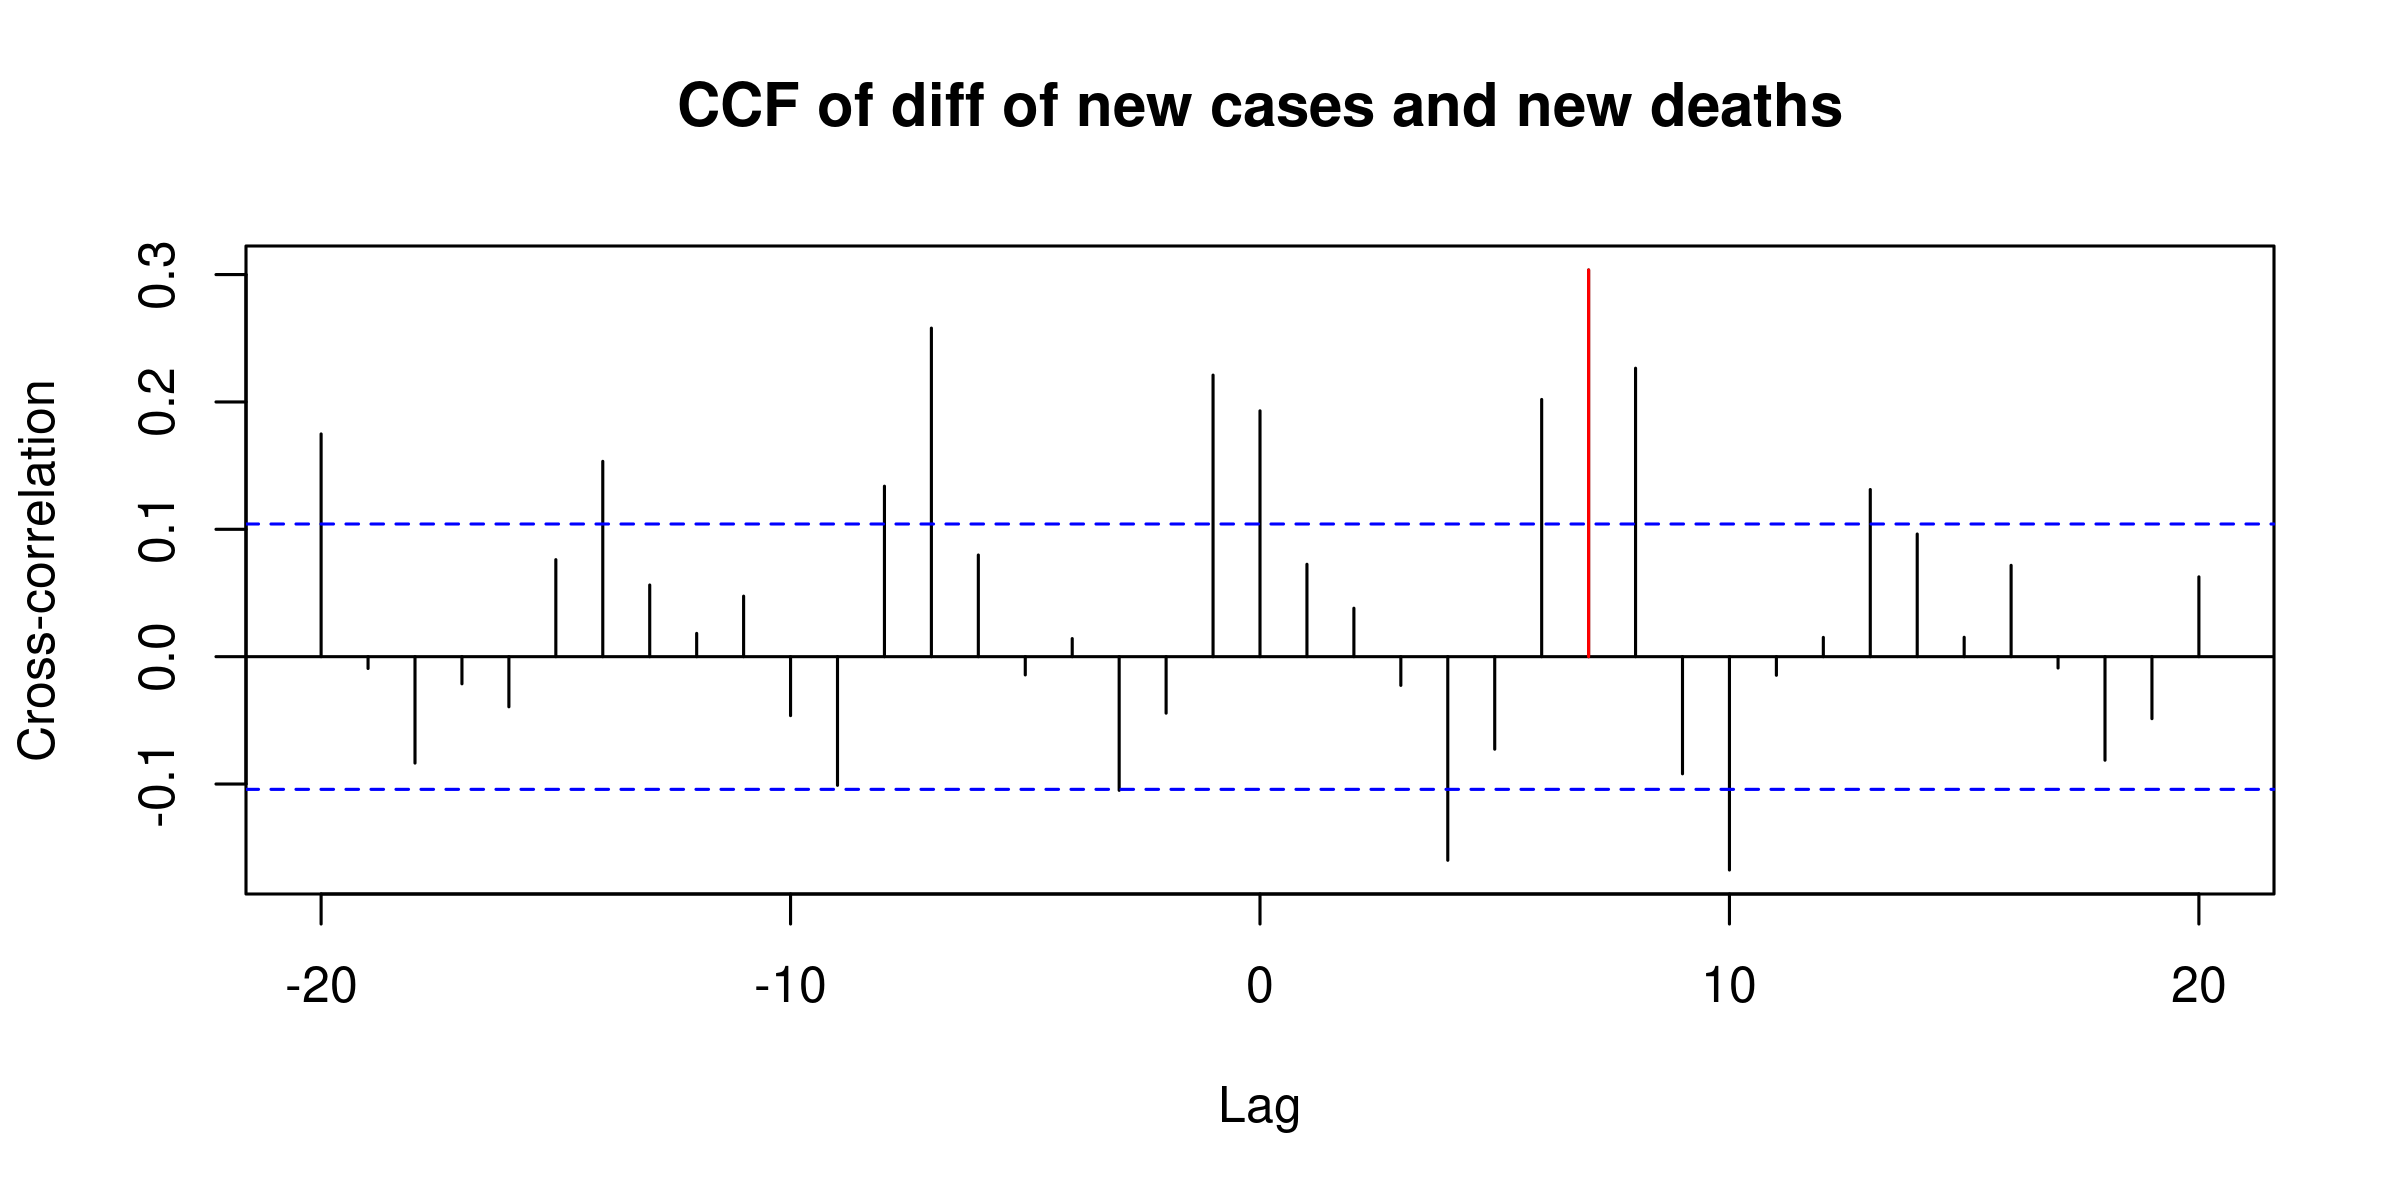 CCF of diff of new cases and new deaths
Cross-correlation
0.3
0.2
0.1
0.0
-0.1
-20 -10 0 10 20
Lag